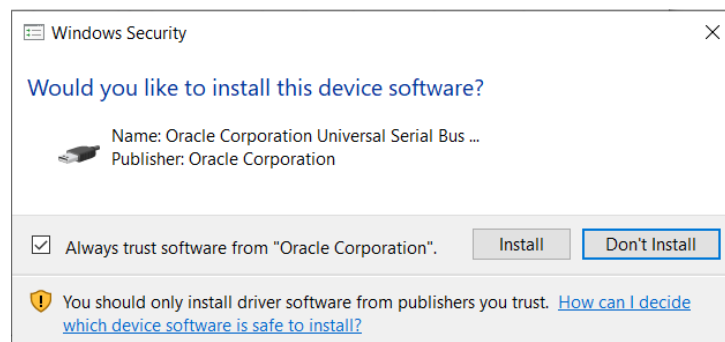 Windows Security
Would you like to install this device software?
Name: Oracle Corporation Universal Serial Bus ...
Publisher: Oracle Corporation
Always trust software from "Oracle Corporation".
Install
Don't Install
You should only install driver software from publishers you trust. How can I decide
which device software is safe to install?